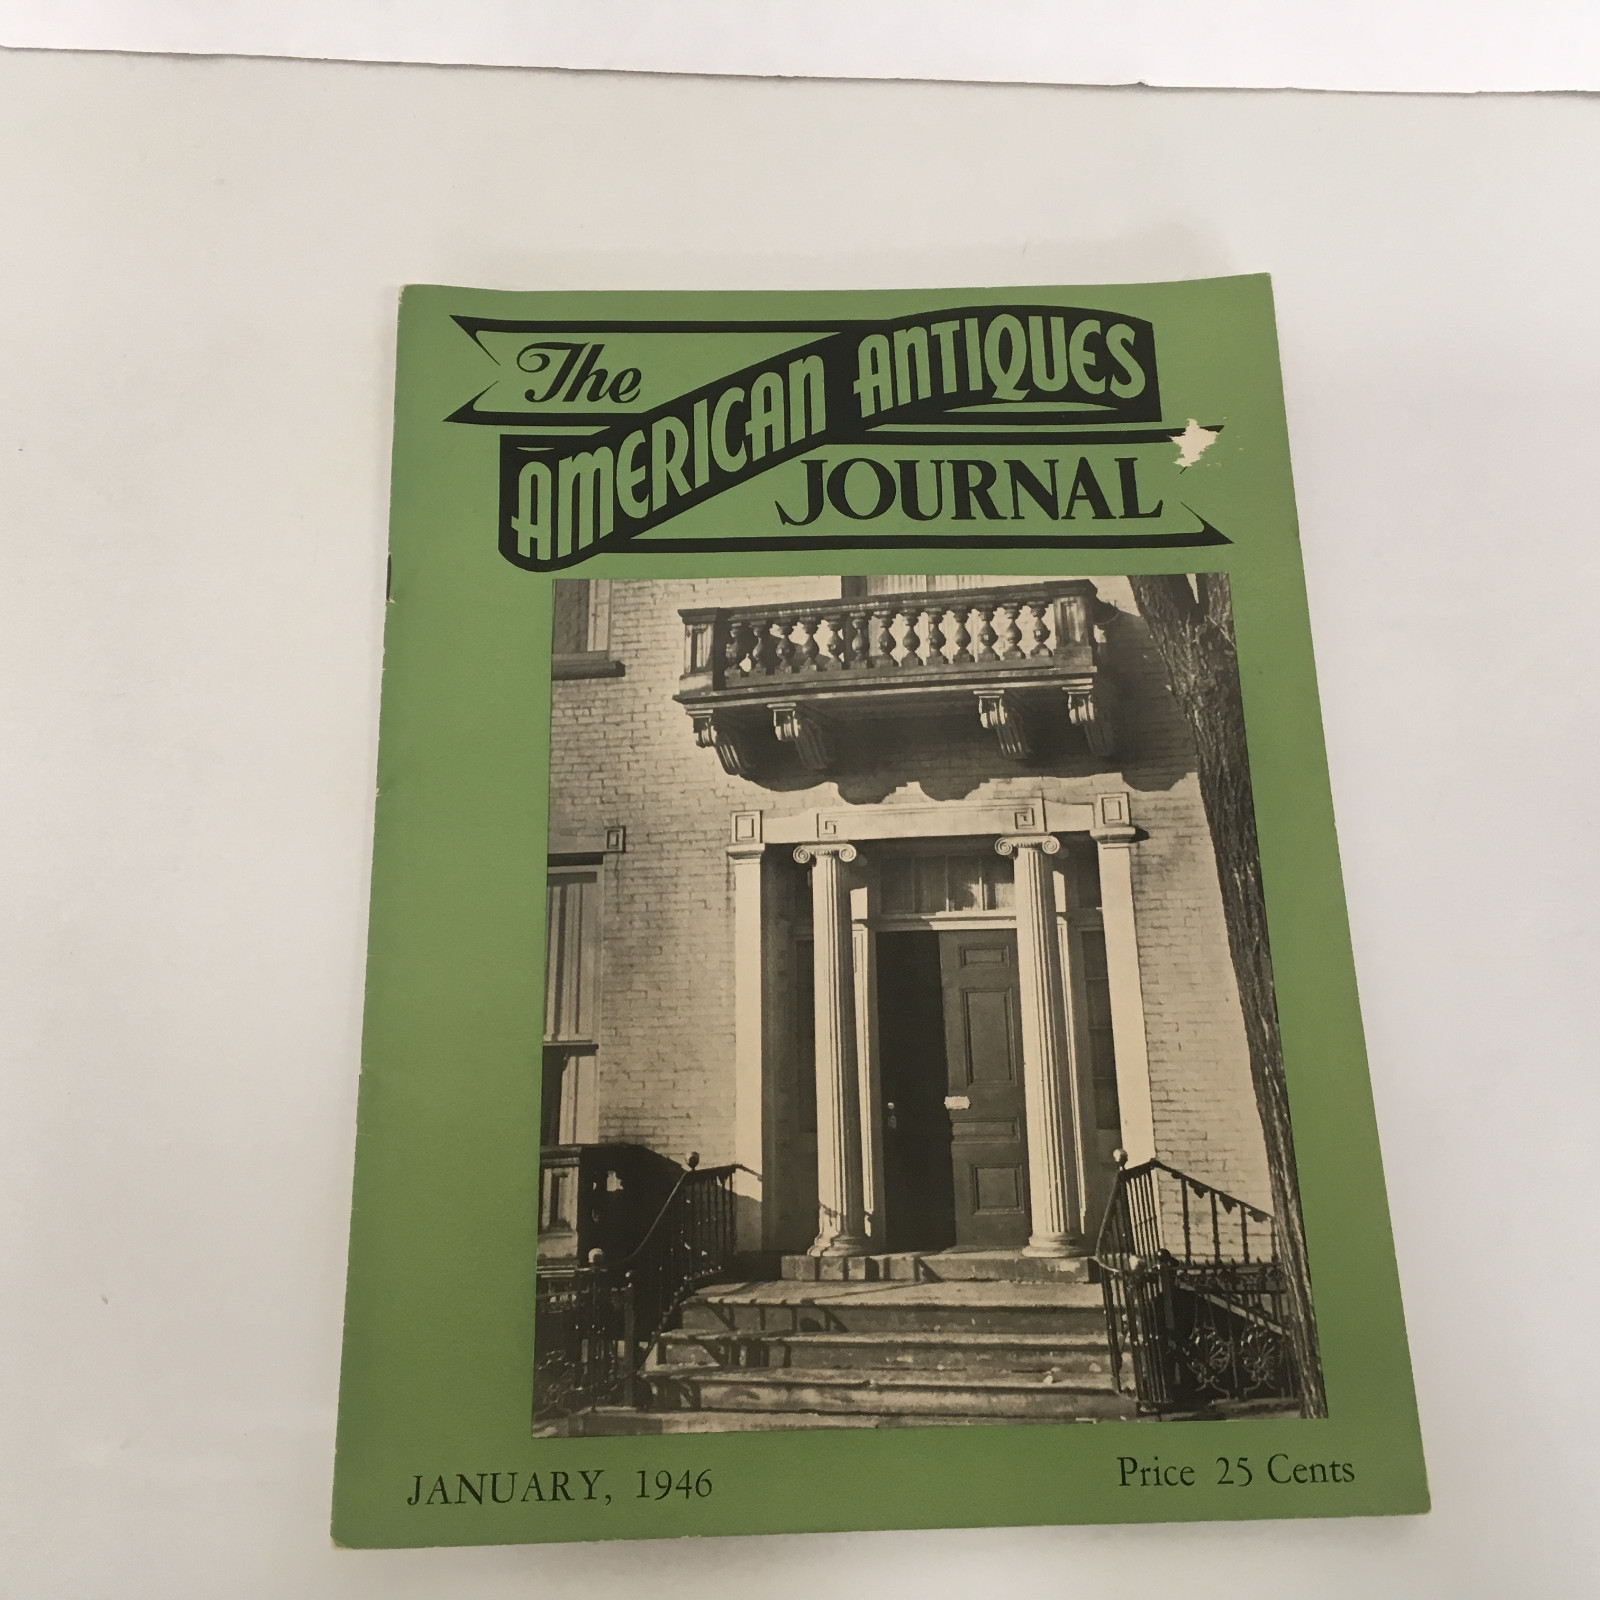 The
AMERICAN ANTIQUES
JOURNAL
JANUARY, 1946
Price 25 Cents